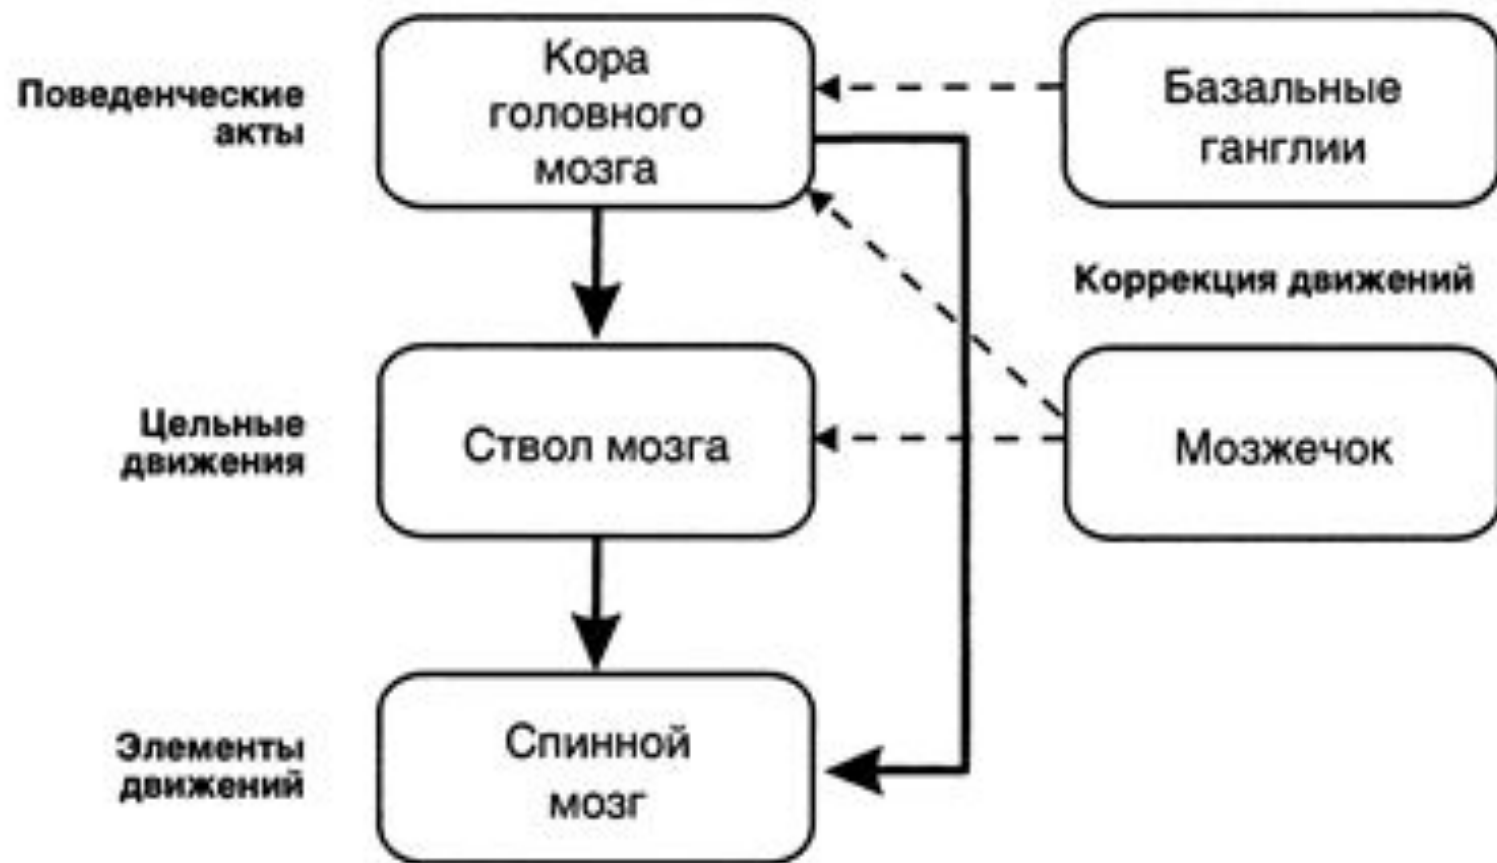 Поведенческие
акты
Кора
головного
мозга
Базальные
ганглии
Коррекция движений
Цельные
движения
Ствол мозга
Мозжечок
Элементы
движений
Спинной
мозг